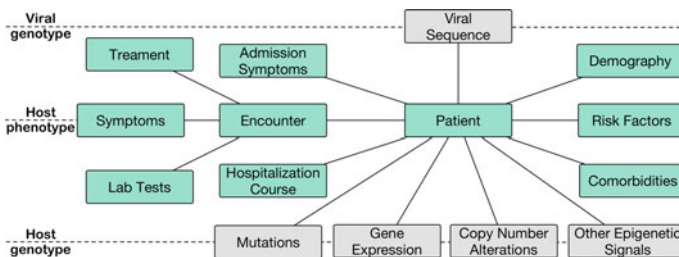 Viral
genotype
Viral
Sequence
Treament
Admission
Symptoms
Demography
Host
phenotype
Symptoms
Encounter
Patient
Risk Factors
Lab Tests
Hospitalization
Course
Comorbidities
Host
genotype
Mutations
Gene
Expression
Copy Number
Alterations
Other Epigenetic
Signals